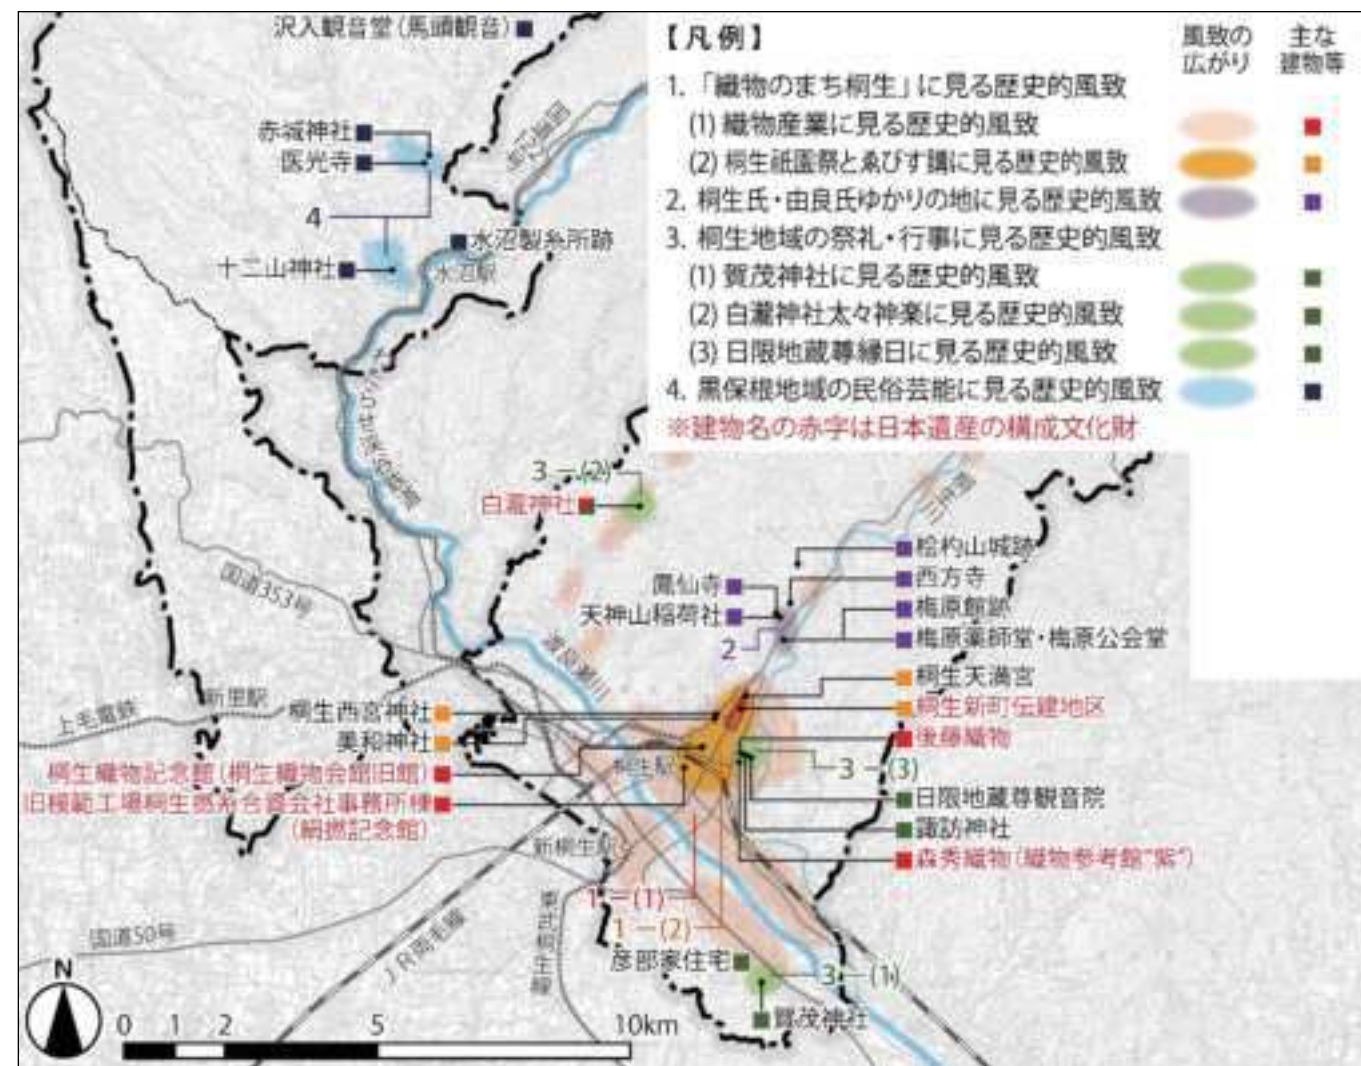 沢入観音堂(馬頭観音)
赤城神社
医光寺
4
水沼製糸所跡
水沼駅
十二山神社
【凡例】
風致の
広がり
主な
建物等
1. 「織物のまち桐生」に見る歴史的風致
(1) 織物産業に見る歴史的風致
(2) 桐生祇園祭とゑびす講に見る歴史的風致
2. 桐生氏・由良氏ゆかりの地に見る歴史的風致
3. 桐生地域の祭礼・行事に見る歴史的風致
(1) 賀茂神社に見る歴史的風致
(2) 白瀧神社太々神楽に見る歴史的風致
(3) 日限地蔵尊縁日に見る歴史的風致
4. 黒保根地域の民俗芸能に見る歴史的風致
※建物名の赤字は日本遺産の構成文化財
3-(2)
白瀧神社
国道353号
渡良瀬川
桐生川
鳳仙寺
天神山稲荷社
2
桧杓山城跡
西方寺
梅原館跡
梅原薬師堂・梅原公会堂
桐生天満宮
桐生新町伝建地区
後藤織物
3-(3)
日限地蔵尊観音院
諏訪神社
森秀織物(織物参考館“紫”)
上毛電鉄
新里駅
桐生西宮神社
美和神社
桐生織物記念館(桐生織物会館旧館)
旧模範工場桐生撚糸合資会社事務所棟
(絹撚記念館)
桐生駅
新桐生駅
1-(1)
1-(2)
国道50号
JR両毛線
彦部家住宅
3-(1)
賀茂神社
N
0 1 2 5 10km